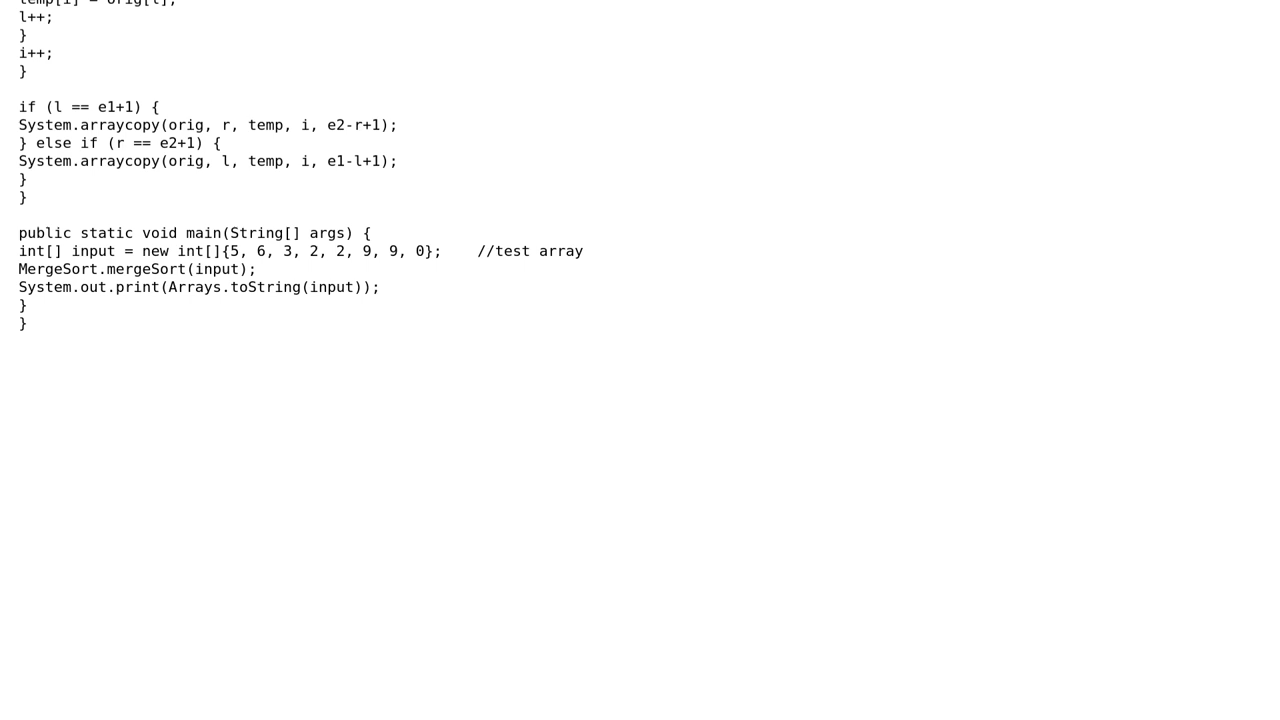 temp[i] = orig[l];
l++;
}
i++;
}

if (l == e1+1) {
System.arraycopy(orig, r, temp, i, e2-r+1);
} else if (r == e2+1) {
System.arraycopy(orig, l, temp, i, e1-l+1);
}
}

public static void main(String[] args) {
int[] input = new int[]{5, 6, 3, 2, 2, 9, 9, 0};    //test array
MergeSort.mergeSort(input);
System.out.print(Arrays.toString(input));
}
}